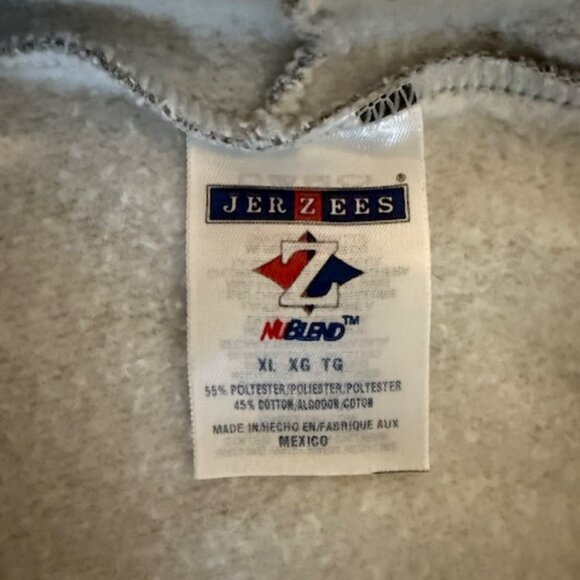 JERZEES®
Z
NUBLEND™
XL XG TG
55% POLYESTER/POLIESTER/POLYESTER
45% COTTON/ALGODON/COTON
MADE IN/HECHO EN/FABRIQUE AUX
MEXICO